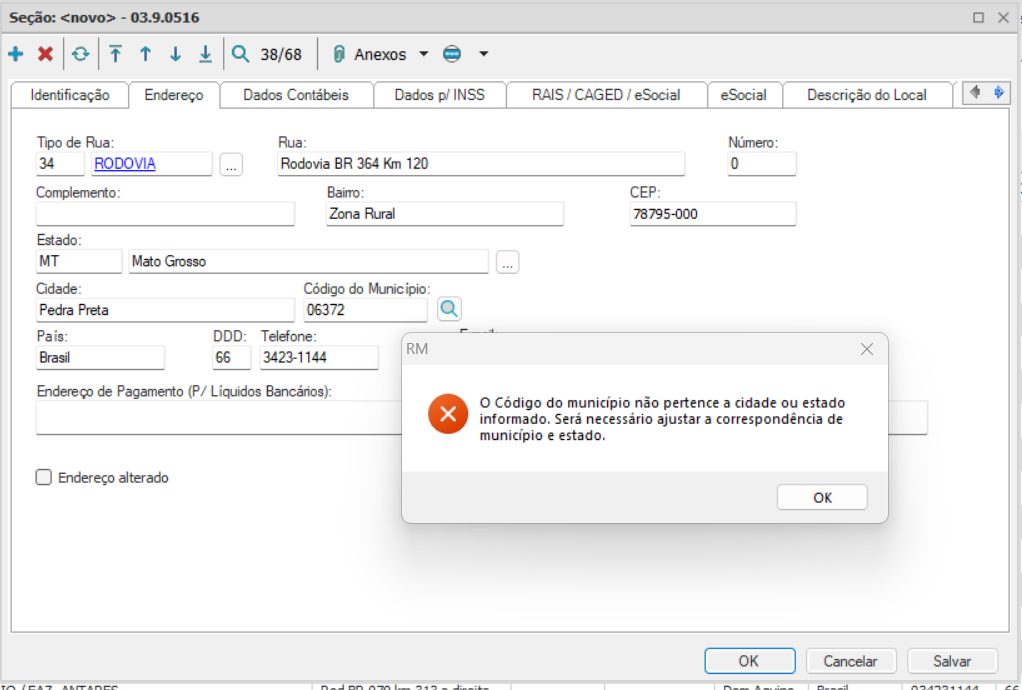 Seção: <novo> - 03.9.0516
38/68 Anexos
Identificação Endereço Dados Contábeis Dados p/ INSS RAIS / CAGED / eSocial eSocial Descrição do Local
Tipo de Rua: Rua: Número:
34 RODOVIA ... Rodovia BR 364 Km 120 0
Complemento: Bairro: CEP:
Zona Rural 78795-000
Estado:
MT Mato Grosso ...
Cidade: Código do Município:
Pedra Preta 06372
País: DDD: Telefone:
Brasil 66 3423-1144
RM
Endereço de Pagamento (P/ Líquidos Bancários):
O Código do município não pertence a cidade ou estado
informado. Será necessário ajustar a correspondência de
município e estado.
Endereço alterado
OK
OK Cancelar Salvar